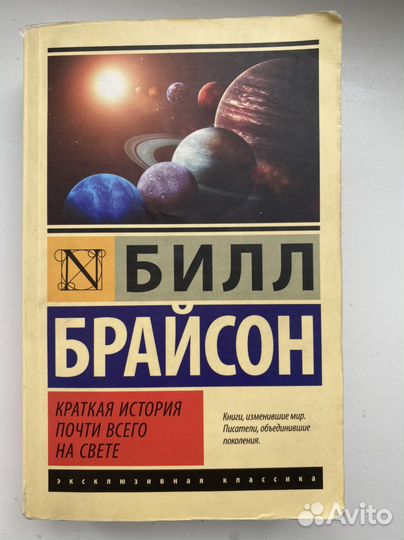 N
БИЛЛ
БРАЙСОН
КРАТКАЯ ИСТОРИЯ
ПОЧТИ ВСЕГО
НА СВЕТЕ
Книги, изменившие мир.
Писатели, объединившие
поколения.
эксклюзивная классика
Avito